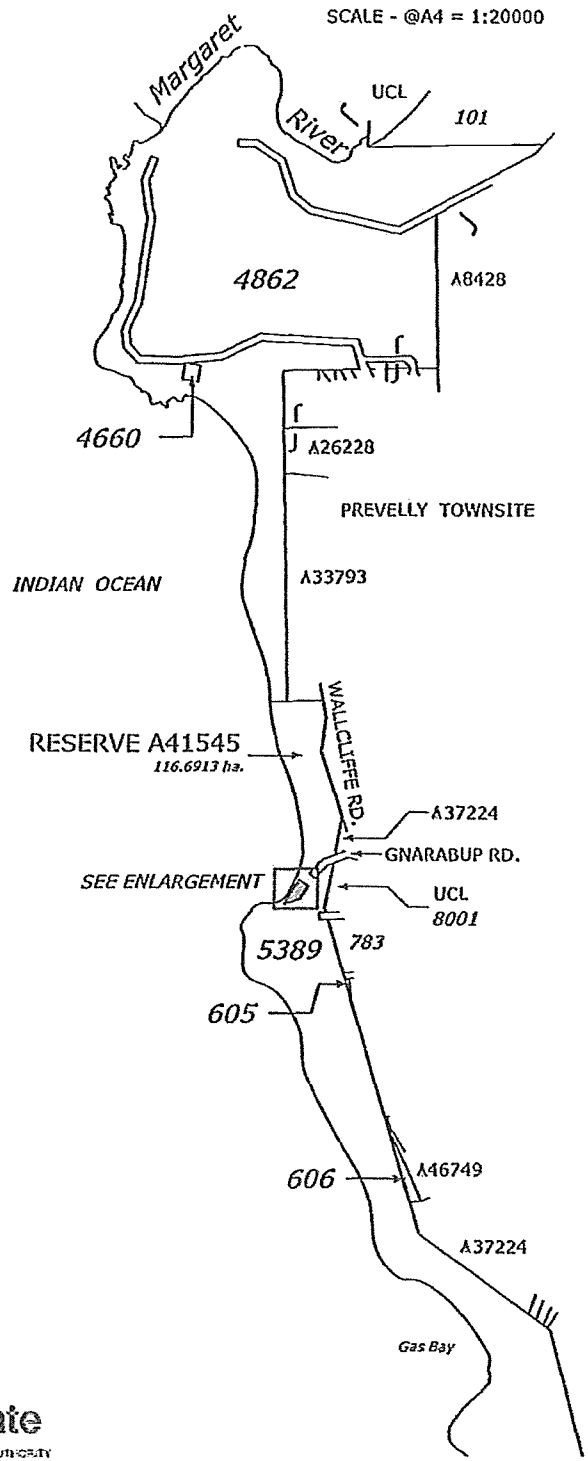 SCALE - @A4 = 1:20000
Margaret
River
UCL
101
4862
A8428
4660
A26228
PREVELLY TOWNSITE
INDIAN OCEAN
A33793
WALLCLIFFE RD.
RESERVE A41545
116.6913 ha.
A37224
GNARABUP RD.
SEE ENLARGEMENT
UCL
8001
5389
783
605
606
A46749
A37224
Gas Bay